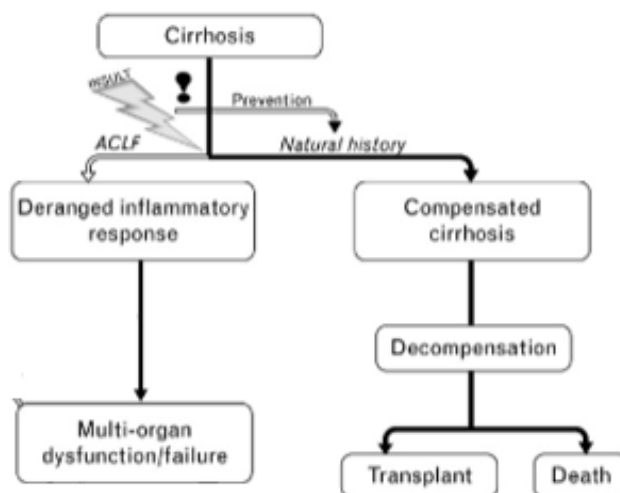 Cirrhosis
INSULT
Prevention
ACLF
Natural history
Deranged inflammatory
response
Compensated
cirrhosis
Decompensation
Multi-organ
dysfunction/failure
Transplant
Death